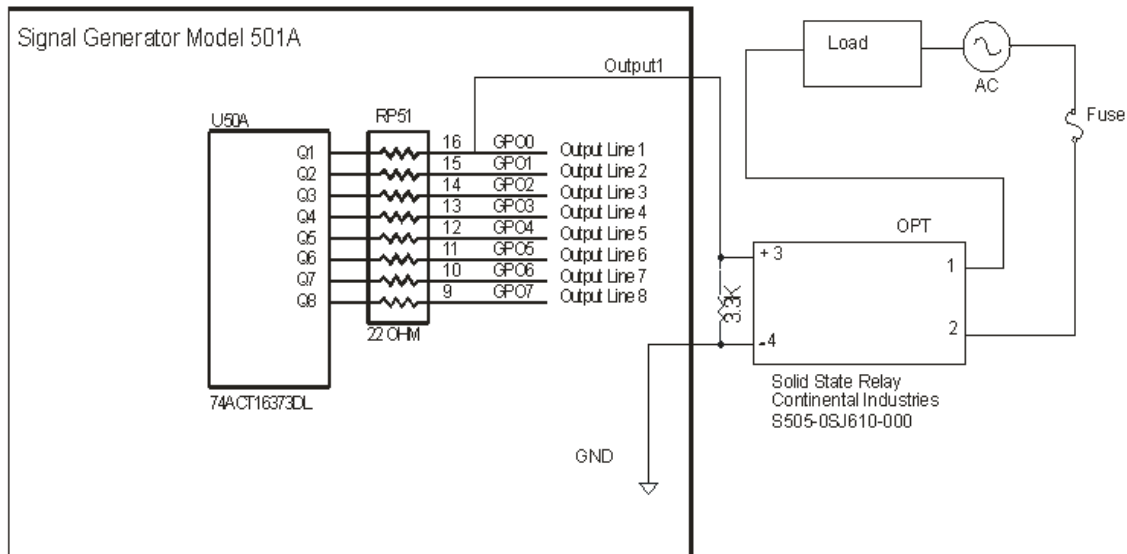 Signal Generator Model 501A
Output1
Load
AC
Fuse
U50A
RP51
Q1 16 GPO0 Output Line 1
Q2 15 GPO1 Output Line 2
Q3 14 GPO2 Output Line 3
Q4 13 GPO3 Output Line 4
Q5 12 GPO4 Output Line 5
Q6 11 GPO5 Output Line 6
Q7 10 GPO6 Output Line 7
Q8 9 GPO7 Output Line 8
22 OHM
74ACT16373DL
OPT
+ 3
1
3.3K
2
- 4
Solid State Relay
Continental Industries
S505-0SJ610-000
GND